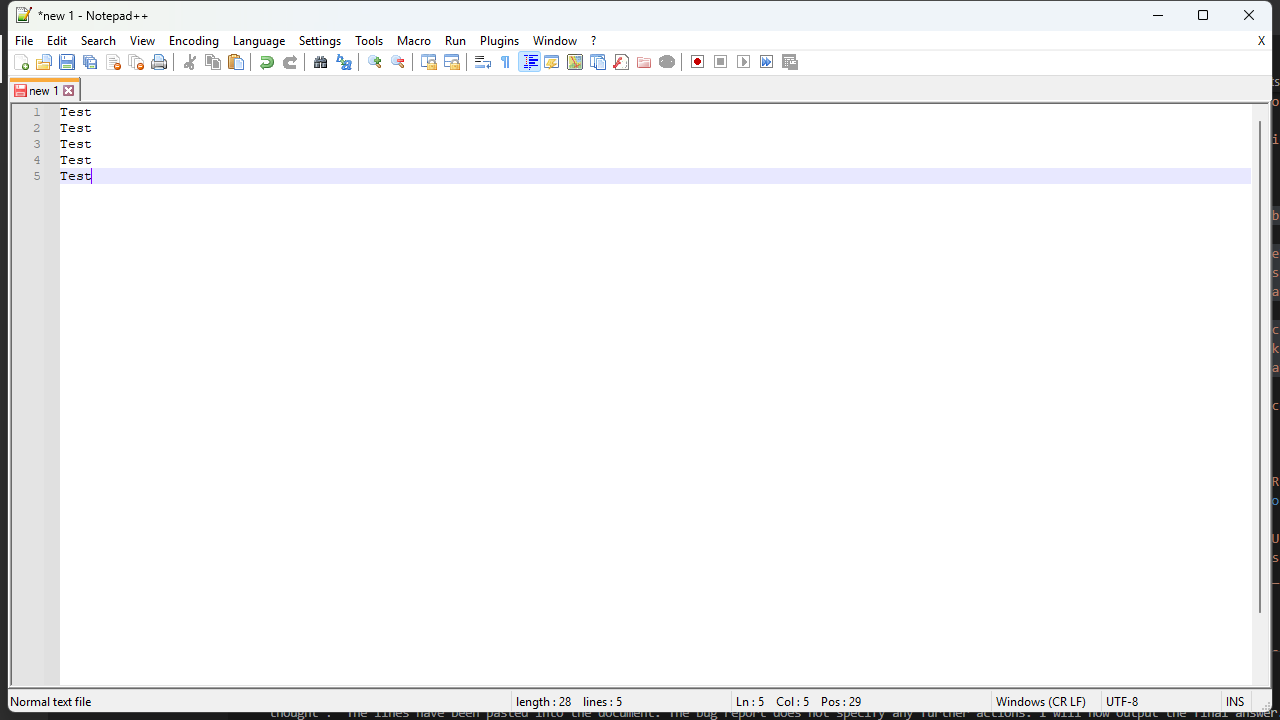 *new 1 - Notepad++
File Edit Search View Encoding Language Settings Tools Macro Run Plugins Window ? X
new 1
1 Test
2 Test
3 Test
4 Test
5 Test
Normal text file length : 28 lines : 5 Ln : 5 Col : 5 Pos : 29 Windows (CR LF) UTF-8 INS
thought . The lines have been pasted into the document. The bug report does not specify any further actions. I will now output the final answer